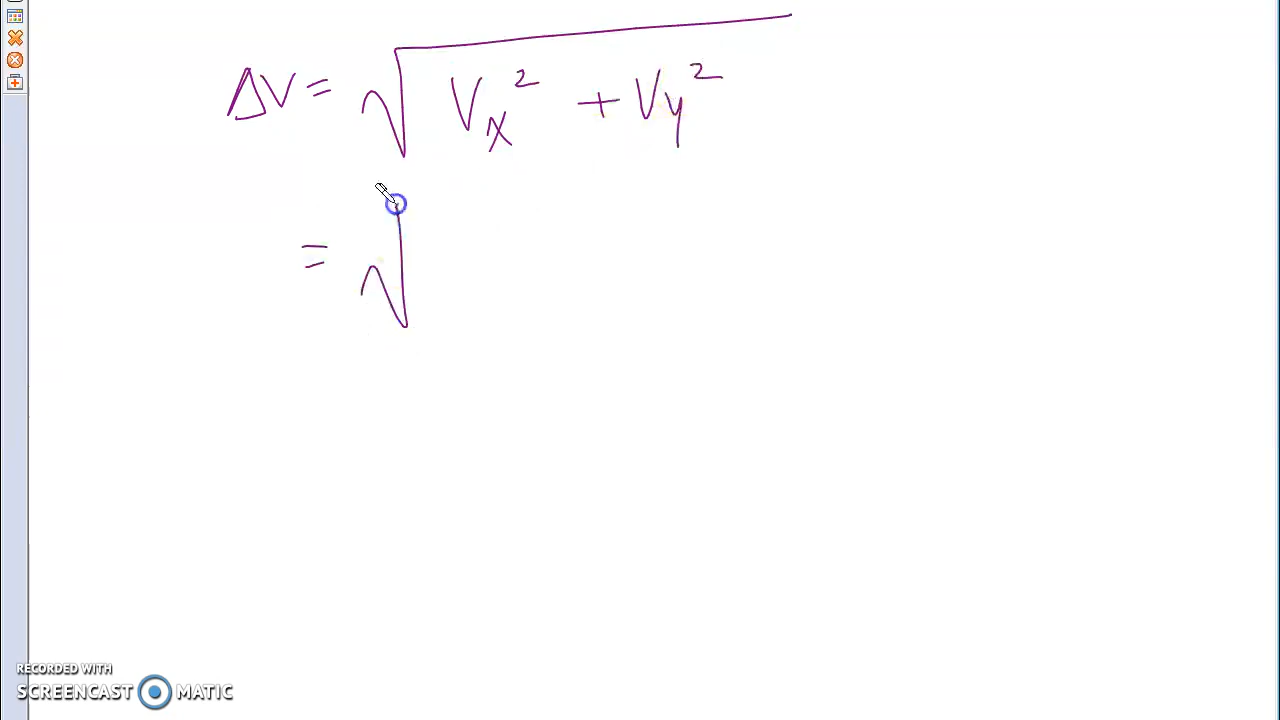 ΔV = √ Vx² + Vy²
= √
RECORDED WITH
SCREENCAST MATIC